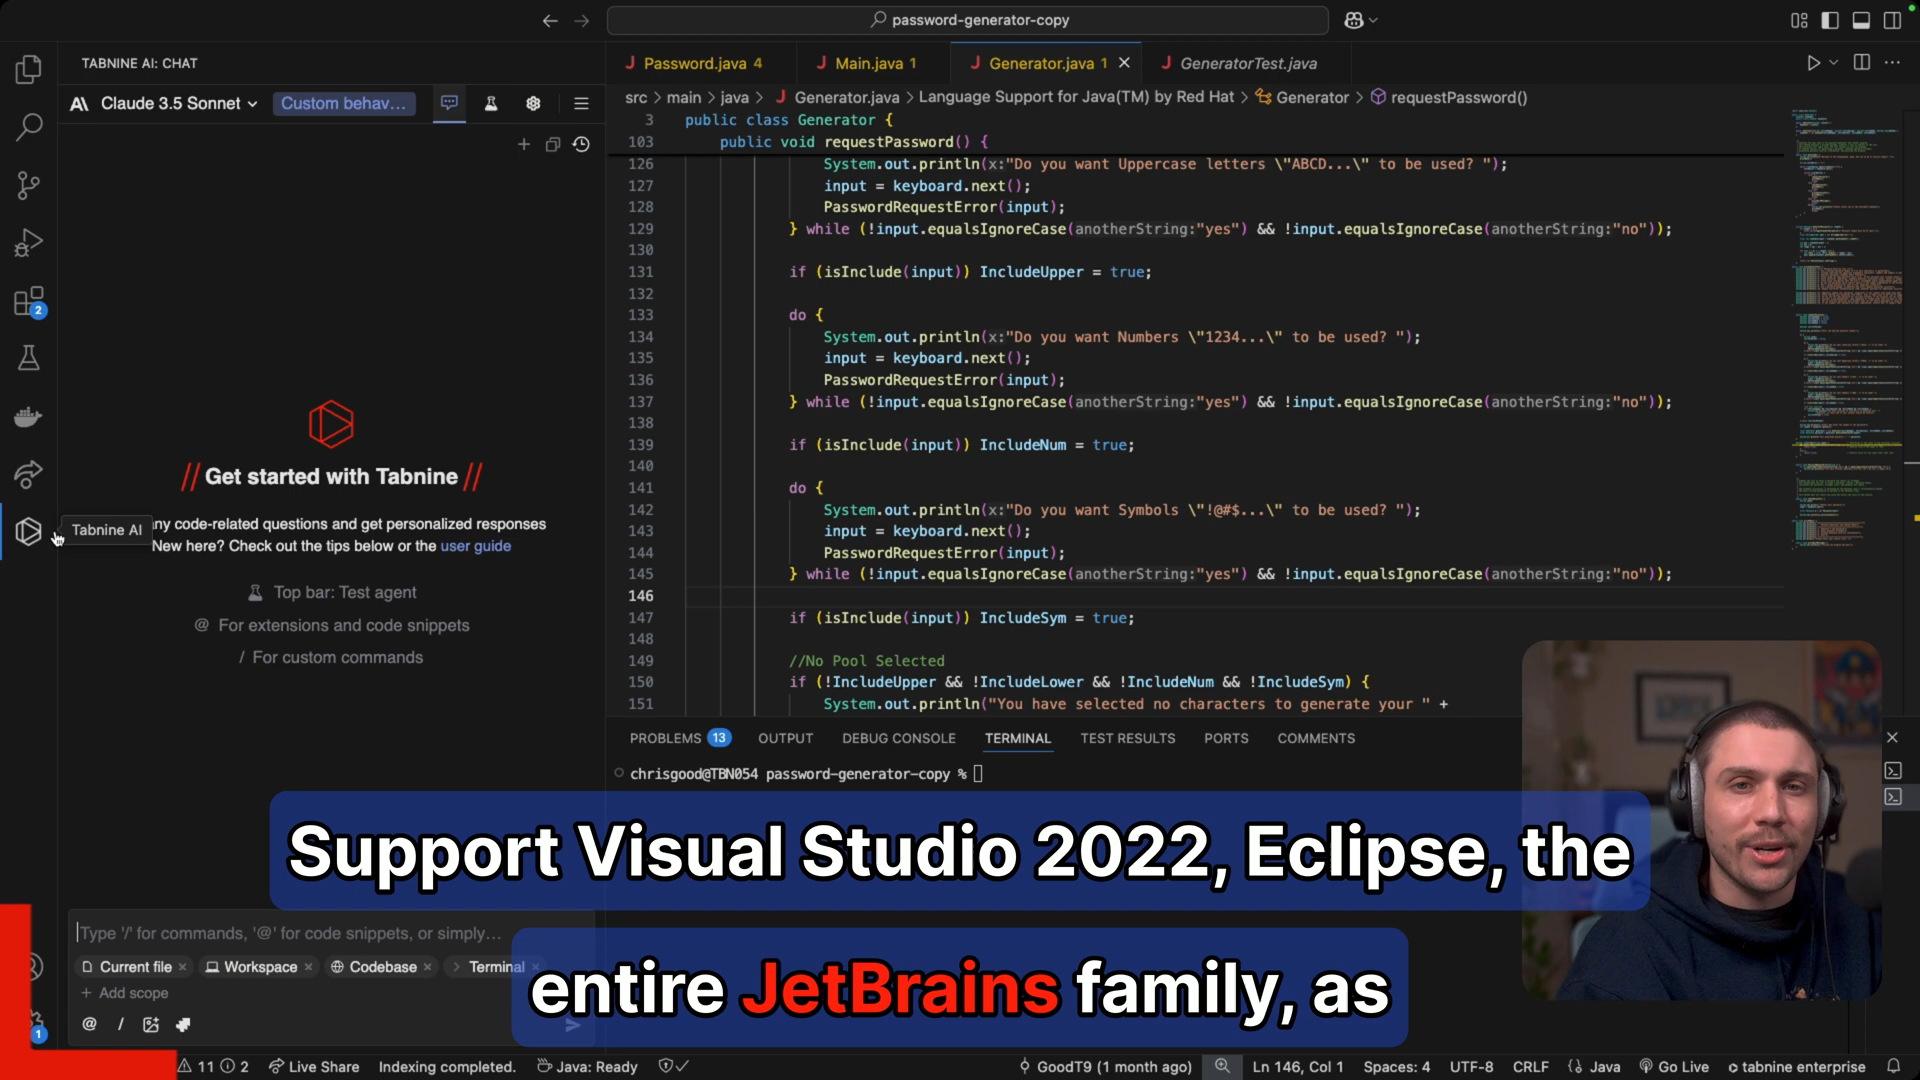 password-generator-copy
TABNINE AI: CHAT
Claude 3.5 Sonnet
Custom behav...
Password.java 4
Main.java 1
Generator.java 1
GeneratorTest.java
src > main > java > J Generator.java > Language Support for Java(TM) by Red Hat > Generator > requestPassword()
3 public class Generator {
103 public void requestPassword() {
126 System.out.println(x:"Do you want Uppercase letters \"ABCD...\" to be used? ");
127 input = keyboard.next();
128 PasswordRequestError(input);
129 } while (!input.equalsIgnoreCase(anotherString:"yes") && !input.equalsIgnoreCase(anotherString:"no"));
130
131 if (isInclude(input)) IncludeUpper = true;
132
133 do {
134 System.out.println(x:"Do you want Numbers \"1234...\" to be used? ");
135 input = keyboard.next();
136 PasswordRequestError(input);
137 } while (!input.equalsIgnoreCase(anotherString:"yes") && !input.equalsIgnoreCase(anotherString:"no"));
138
139 if (isInclude(input)) IncludeNum = true;
140
141 do {
142 System.out.println(x:"Do you want Symbols \"!@#$...\" to be used? ");
143 input = keyboard.next();
144 PasswordRequestError(input);
145 } while (!input.equalsIgnoreCase(anotherString:"yes") && !input.equalsIgnoreCase(anotherString:"no"));
146
147 if (isInclude(input)) IncludeSym = true;
148
149 //No Pool Selected
150 if (!IncludeUpper && !IncludeLower && !IncludeNum && !IncludeSym) {
151 System.out.println("You have selected no characters to generate your " +
2
// Get started with Tabnine //
Tabnine AI
ny code-related questions and get personalized responses
New here? Check out the tips below or the user guide
Top bar: Test agent
@ For extensions and code snippets
/ For custom commands
PROBLEMS 13 OUTPUT DEBUG CONSOLE TERMINAL TEST RESULTS PORTS COMMENTS
chrisgood@TBN054 password-generator-copy %
Support Visual Studio 2022, Eclipse, the
entire JetBrains family, as
Type '/' for commands, '@' for code snippets, or simply...
Current file × Workspace × Codebase × > Terminal ×
+ Add scope
@ /
1
11 2 Live Share Indexing completed. Java: Ready GoodT9 (1 month ago) Ln 146, Col 1 Spaces: 4 UTF-8 CRLF {} Java Go Live tabnine enterprise